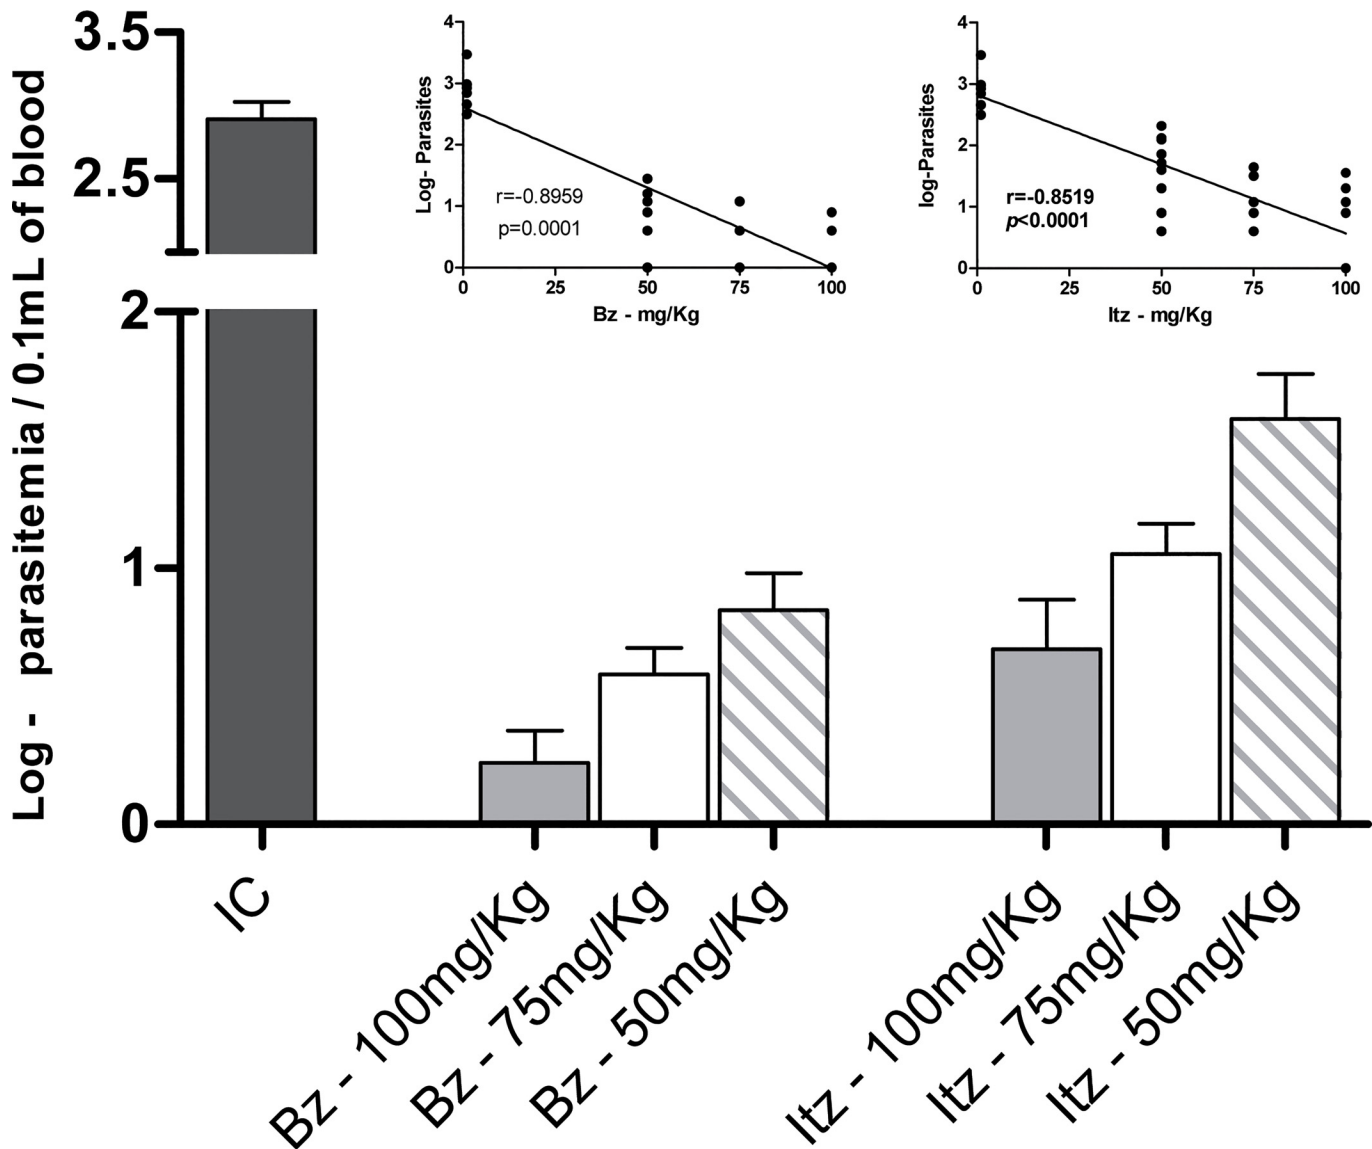 Log - parasitemia / 0.1mL of blood
3.5
2.5
2
1
0
IC
Bz - 100mg/Kg
Bz - 75mg/Kg
Bz - 50mg/Kg
Itz - 100mg/Kg
Itz - 75mg/Kg
Itz - 50mg/Kg
Log- Parasites
4
3
2
1
0
r=-0.8959
p=0.0001
0 25 50 75 100
Bz - mg/Kg
log-Parasites
4
3
2
1
0
r=-0.8519
p<0.0001
0 25 50 75 100
Itz - mg/Kg